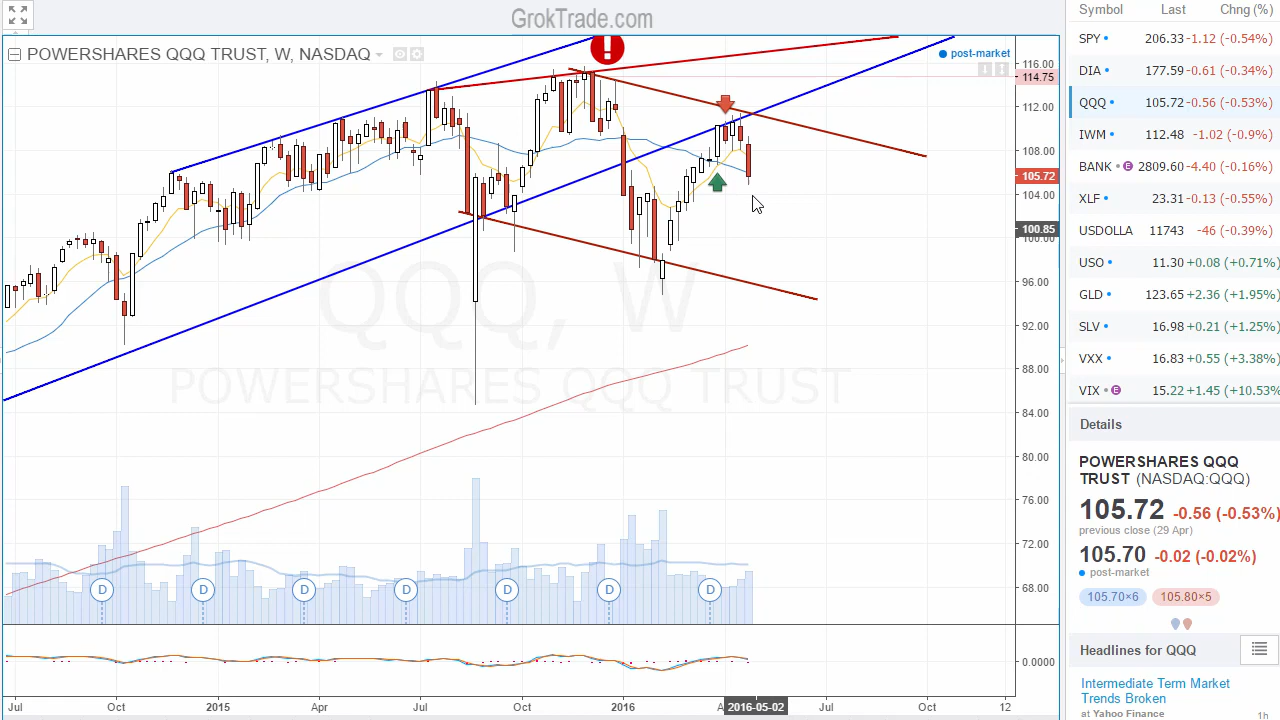 GrokTrade.com
POWERSHARES QQQ TRUST, W, NASDAQ
post-market
QQQ, W
POWERSHARES QQQ TRUST
116.00
114.75
112.00
108.00
105.72
104.00
100.85
100.00
96.00
92.00
88.00
84.00
80.00
76.00
72.00
68.00
0.0000
D D D D D D D
Jul Oct 2015 Apr Jul Oct 2016 A 2016-05-02 Jul Oct 12
Symbol Last Chng (%)
SPY 206.33 -1.12 (-0.54%)
DIA 177.59 -0.61 (-0.34%)
QQQ 105.72 -0.56 (-0.53%)
IWM 112.48 -1.02 (-0.9%)
BANK E 2809.60 -4.40 (-0.16%)
XLF 23.31 -0.13 (-0.55%)
USDOLLA 11743 -46 (-0.39%)
USO 11.30 +0.08 (+0.71%)
GLD 123.65 +2.36 (+1.95%)
SLV 16.98 +0.21 (+1.25%)
VXX 16.83 +0.55 (+3.38%)
VIX E 15.22 +1.45 (+10.53%
Details
POWERSHARES QQQ
TRUST (NASDAQ:QQQ)
105.72 -0.56 (-0.53%)
previous close (29 Apr)
105.70 -0.02 (-0.02%)
post-market
105.70×6 105.80×5
Headlines for QQQ
Intermediate Term Market
Trends Broken
at Yahoo Finance 1h